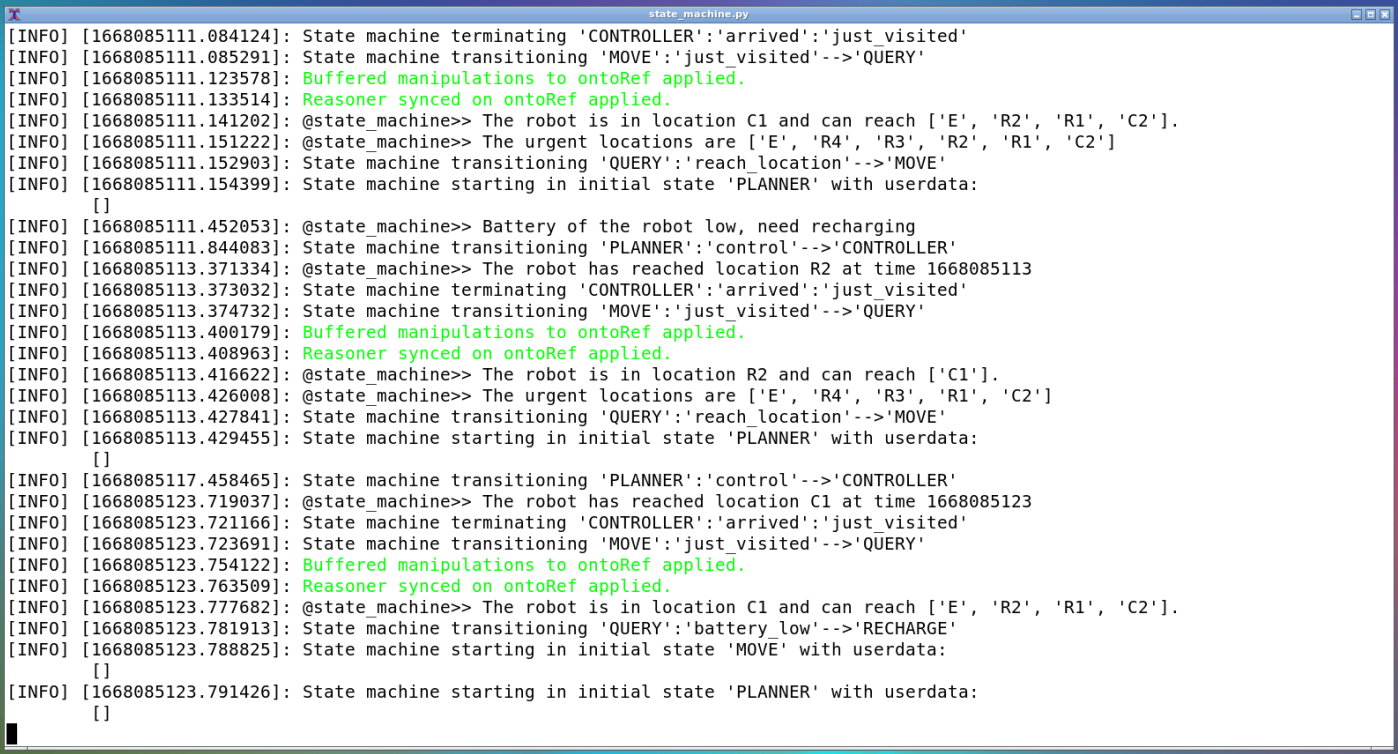 state_machine.py
[INFO] [1668085111.084124]: State machine terminating 'CONTROLLER':'arrived':'just_visited'
[INFO] [1668085111.085291]: State machine transitioning 'MOVE':'just_visited'-->'QUERY'
[INFO] [1668085111.123578]: Buffered manipulations to ontoRef applied.
[INFO] [1668085111.133514]: Reasoner synced on ontoRef applied.
[INFO] [1668085111.141202]: @state_machine>> The robot is in location C1 and can reach ['E', 'R2', 'R1', 'C2'].
[INFO] [1668085111.151222]: @state_machine>> The urgent locations are ['E', 'R4', 'R3', 'R2', 'R1', 'C2']
[INFO] [1668085111.152903]: State machine transitioning 'QUERY':'reach_location'-->'MOVE'
[INFO] [1668085111.154399]: State machine starting in initial state 'PLANNER' with userdata:
[]
[INFO] [1668085111.452053]: @state_machine>> Battery of the robot low, need recharging
[INFO] [1668085111.844083]: State machine transitioning 'PLANNER':'control'-->'CONTROLLER'
[INFO] [1668085113.371334]: @state_machine>> The robot has reached location R2 at time 1668085113
[INFO] [1668085113.373032]: State machine terminating 'CONTROLLER':'arrived':'just_visited'
[INFO] [1668085113.374732]: State machine transitioning 'MOVE':'just_visited'-->'QUERY'
[INFO] [1668085113.400179]: Buffered manipulations to ontoRef applied.
[INFO] [1668085113.408963]: Reasoner synced on ontoRef applied.
[INFO] [1668085113.416622]: @state_machine>> The robot is in location R2 and can reach ['C1'].
[INFO] [1668085113.426008]: @state_machine>> The urgent locations are ['E', 'R4', 'R3', 'R1', 'C2']
[INFO] [1668085113.427841]: State machine transitioning 'QUERY':'reach_location'-->'MOVE'
[INFO] [1668085113.429455]: State machine starting in initial state 'PLANNER' with userdata:
[]
[INFO] [1668085117.458465]: State machine transitioning 'PLANNER':'control'-->'CONTROLLER'
[INFO] [1668085123.719037]: @state_machine>> The robot has reached location C1 at time 1668085123
[INFO] [1668085123.721166]: State machine terminating 'CONTROLLER':'arrived':'just_visited'
[INFO] [1668085123.723691]: State machine transitioning 'MOVE':'just_visited'-->'QUERY'
[INFO] [1668085123.754122]: Buffered manipulations to ontoRef applied.
[INFO] [1668085123.763509]: Reasoner synced on ontoRef applied.
[INFO] [1668085123.777682]: @state_machine>> The robot is in location C1 and can reach ['E', 'R2', 'R1', 'C2'].
[INFO] [1668085123.781913]: State machine transitioning 'QUERY':'battery_low'-->'RECHARGE'
[INFO] [1668085123.788825]: State machine starting in initial state 'MOVE' with userdata:
[]
[INFO] [1668085123.791426]: State machine starting in initial state 'PLANNER' with userdata:
[]